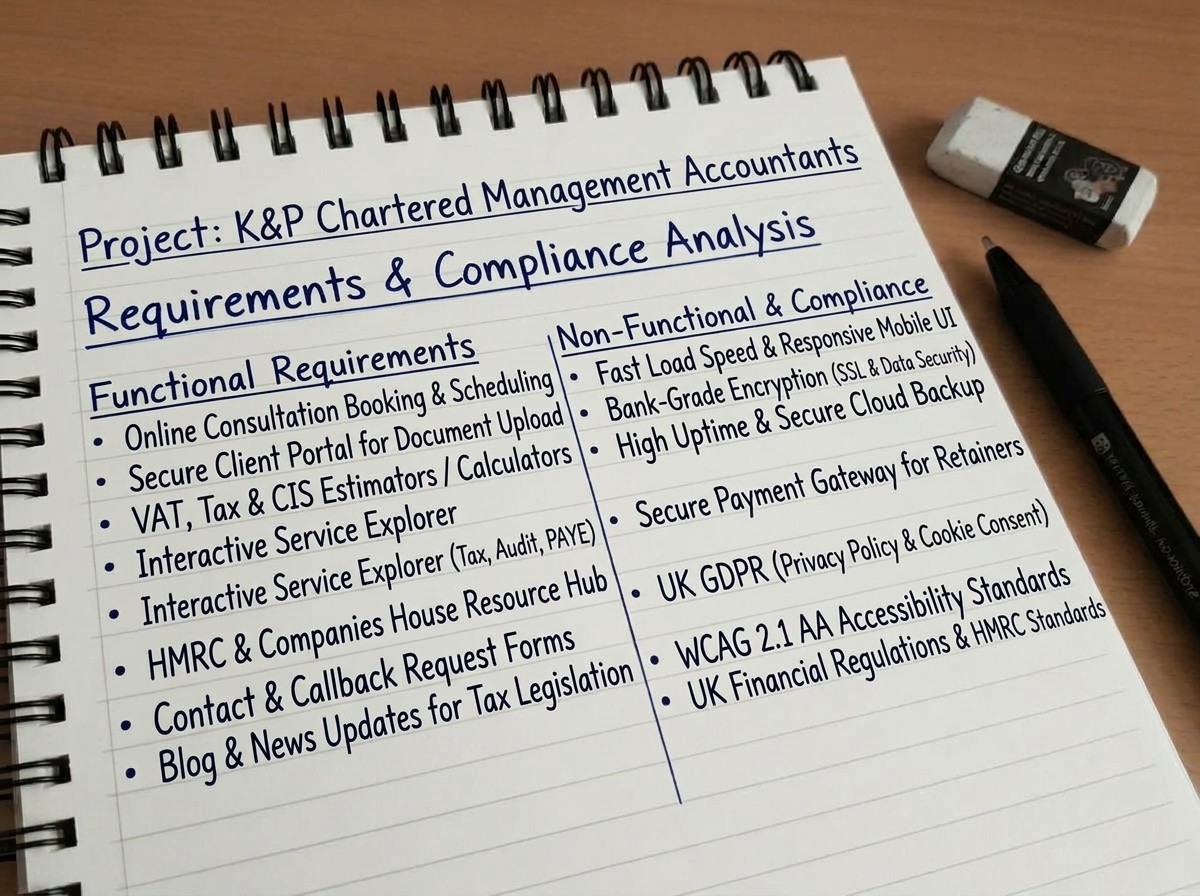 Project: K&P Chartered Management Accountants
Requirements & Compliance Analysis
Functional Requirements
• Online Consultation Booking & Scheduling
• Secure Client Portal for Document Upload
• VAT, Tax & CIS Estimators / Calculators
• Interactive Service Explorer
• Interactive Service Explorer (Tax, Audit, PAYE)
• HMRC & Companies House Resource Hub
• Contact & Callback Request Forms
• Blog & News Updates for Tax Legislation
Non-Functional & Compliance
• Fast Load Speed & Responsive Mobile UI
• Bank-Grade Encryption (SSL & Data Security)
• High Uptime & Secure Cloud Backup
• Secure Payment Gateway for Retainers
• UK GDPR (Privacy Policy & Cookie Consent)
• WCAG 2.1 AA Accessibility Standards
• UK Financial Regulations & HMRC Standards